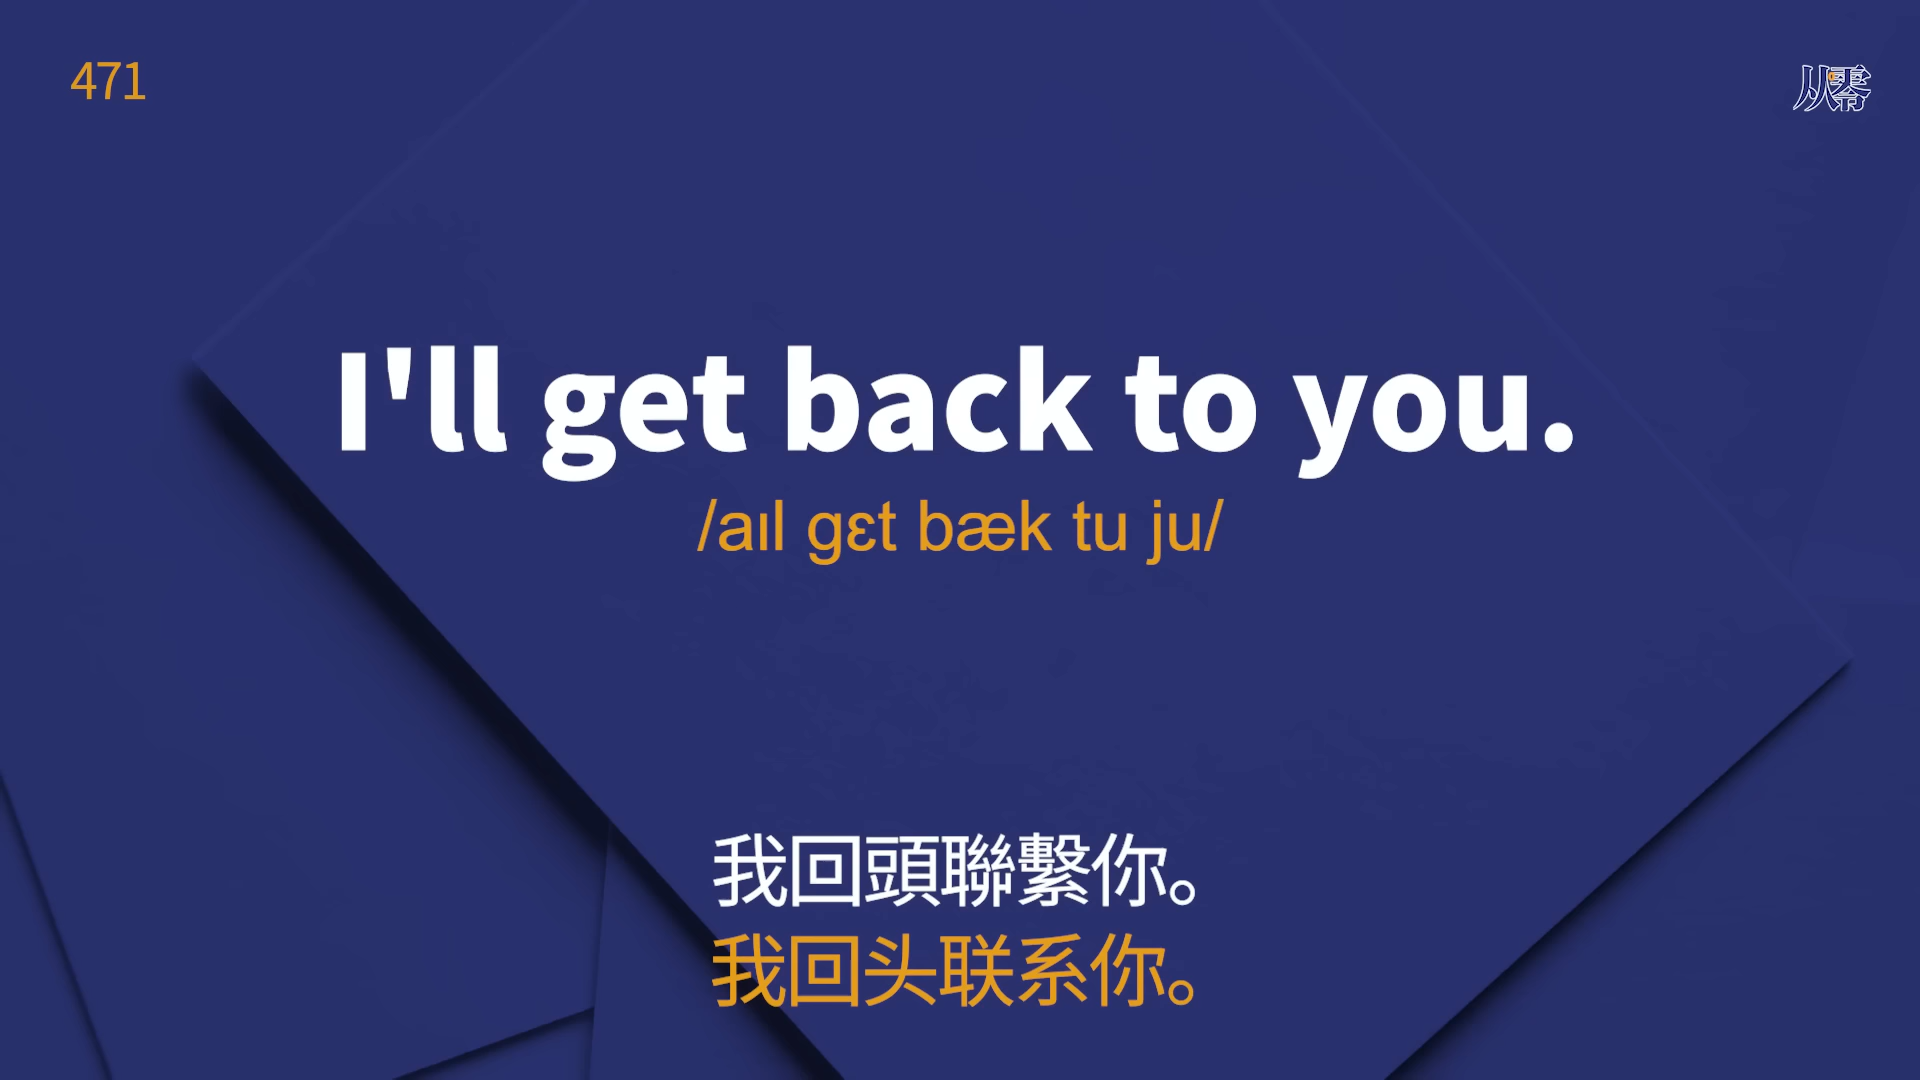 471
从零
I'll get back to you.
/aɪl gɛt bæk tu ju/
我回頭聯繫你。
我回头联系你。